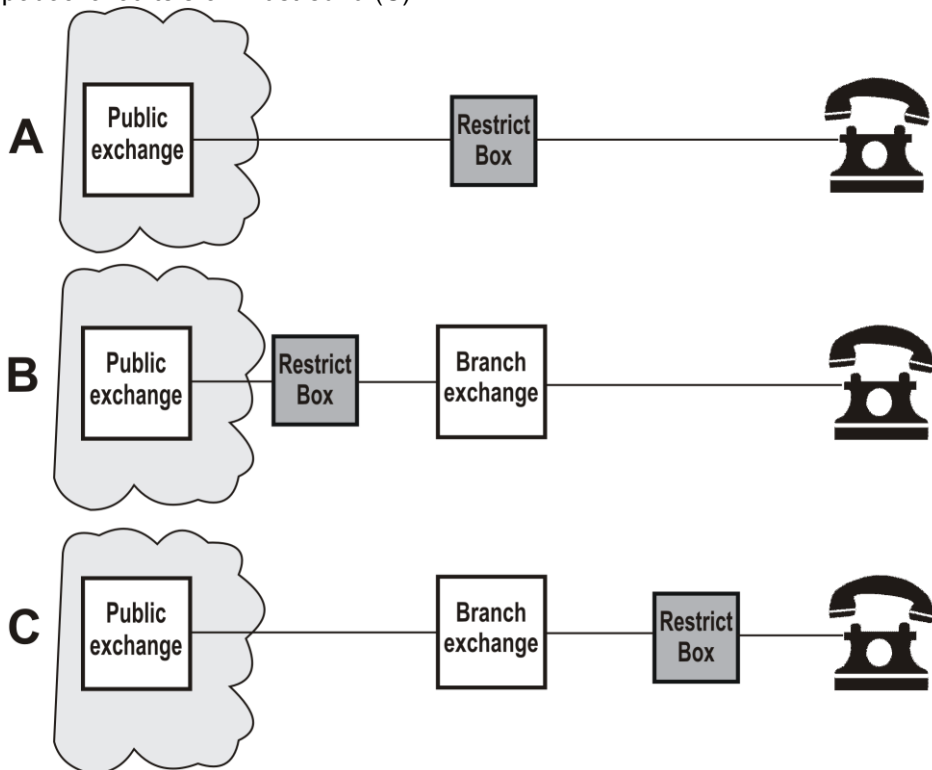 A
Public
exchange
Restrict
Box
B
Public
exchange
Restrict
Box
Branch
exchange
C
Public
exchange
Branch
exchange
Restrict
Box